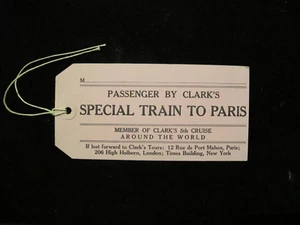 M
PASSENGER BY CLARK'S
SPECIAL TRAIN TO PARIS
MEMBER OF CLARK'S 8th CRUISE
AROUND THE WORLD
If lost forward to Clark's Tours: 12 Rue de Port Mahon, Paris;
206 High Holborn, London; Times Building, New York